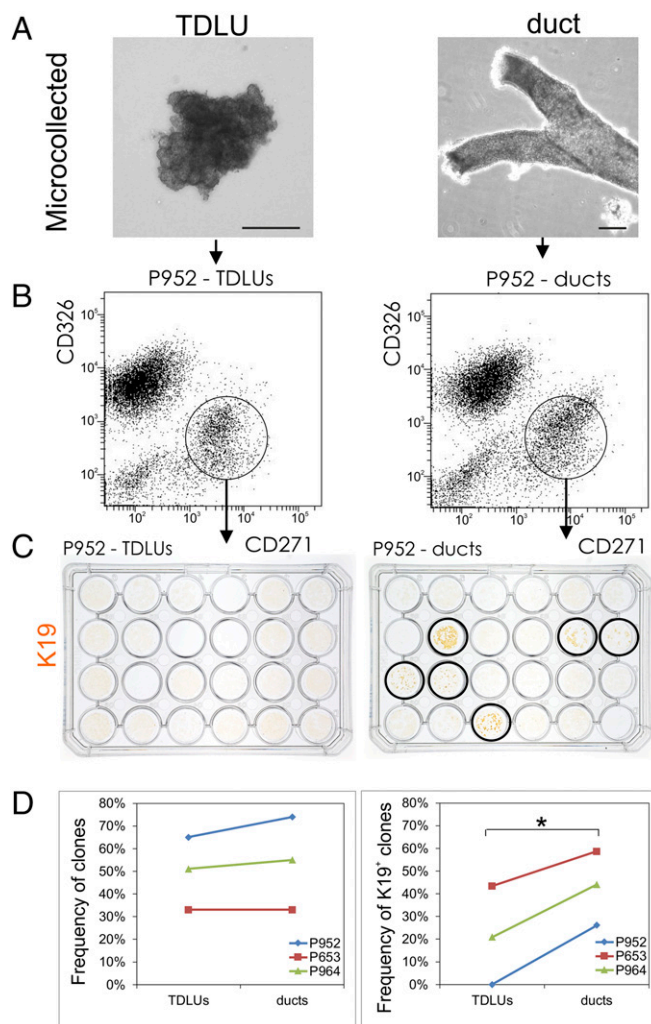 A
TDLU
duct
Microcollected
B
P952 - TDLUs
P952 - ducts
CD326
10⁵
10⁴
10³
10²
10² 10³ 10⁴ 10⁵
CD326
10⁵
10⁴
10³
10²
10² 10³ 10⁴ 10⁵
C
P952 - TDLUs
CD271
P952 - ducts
CD271
K19
D
Frequency of clones
80%
70%
60%
50%
40%
30%
20%
10%
0%
TDLUs ducts
P952
P653
P964
Frequency of K19⁺ clones
80%
70%
60%
50%
40%
30%
20%
10%
0%
*
TDLUs ducts
P952
P653
P964